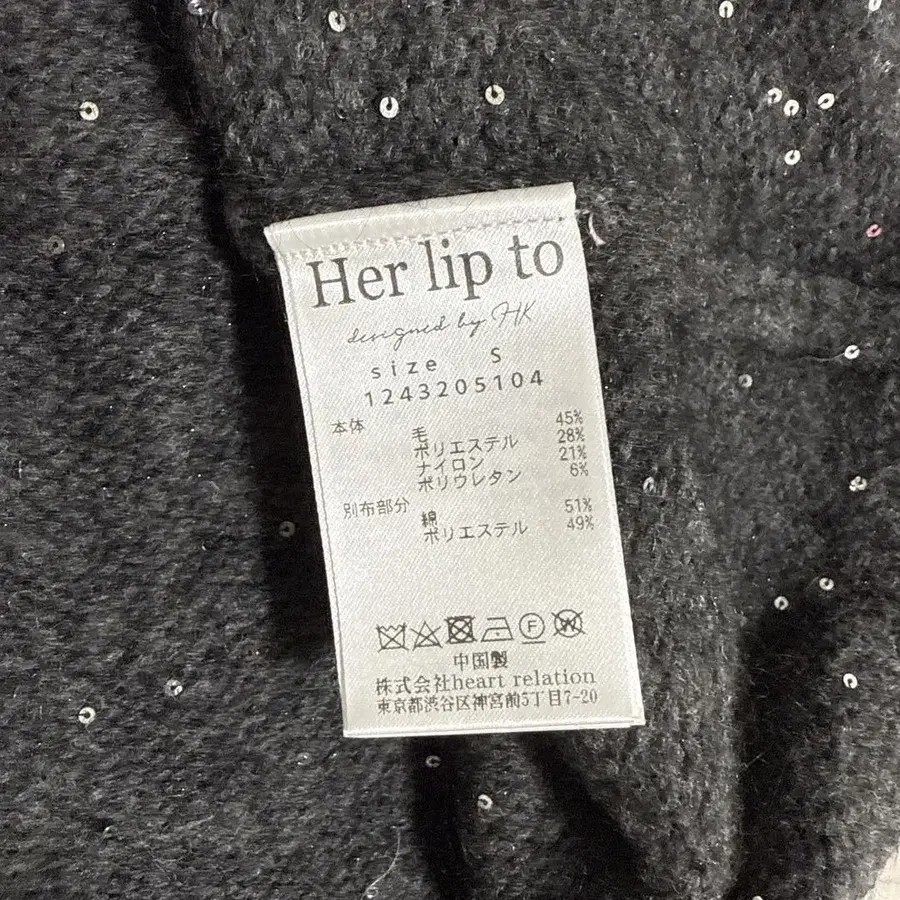 Her lip to
designed by HK
size S
1243205104
本体
毛 45%
ポリエステル 28%
ナイロン 21%
ポリウレタン 6%
別布部分
綿 51%
ポリエステル 49%
F W
中国製
株式会社heart relation
東京都渋谷区神宮前5丁目7-20